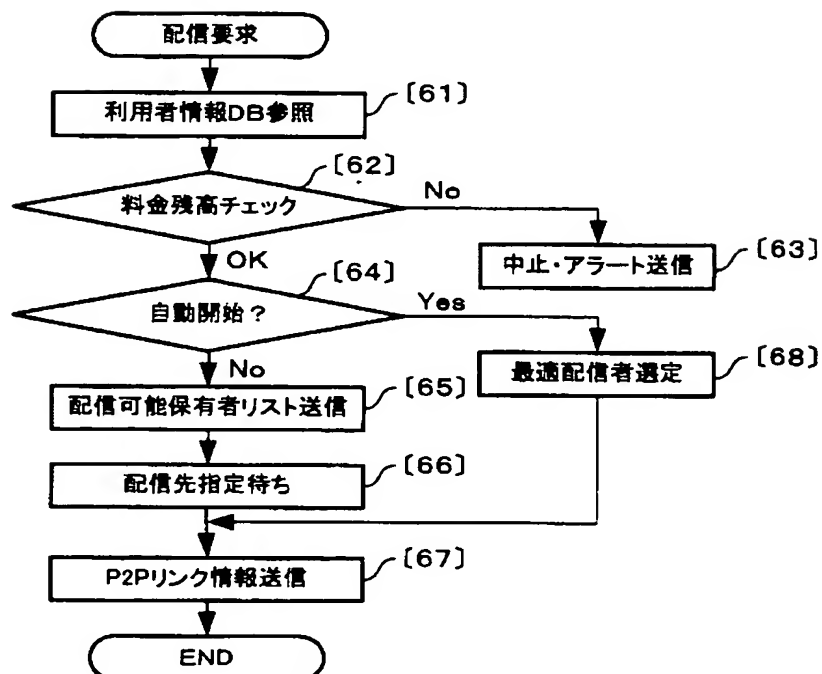 配信要求
利用者情報DB参照
[61]
料金残高チェック
[62]
No
中止・アラート送信
[63]
OK
自動開始?
[64]
Yes
最適配信者選定
[68]
No
配信可能保有者リスト送信
[65]
配信先指定待ち
[66]
P2Pリンク情報送信
[67]
END